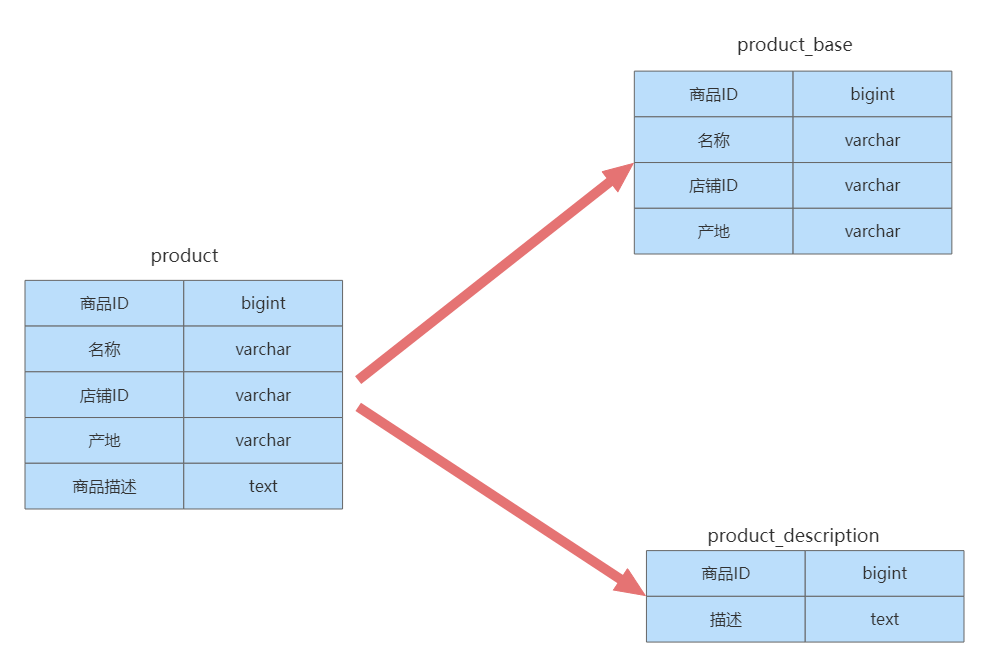 product
商品ID bigint
名称 varchar
店铺ID varchar
产地 varchar
商品描述 text
product_base
商品ID bigint
名称 varchar
店铺ID varchar
产地 varchar
product_description
商品ID bigint
描述 text